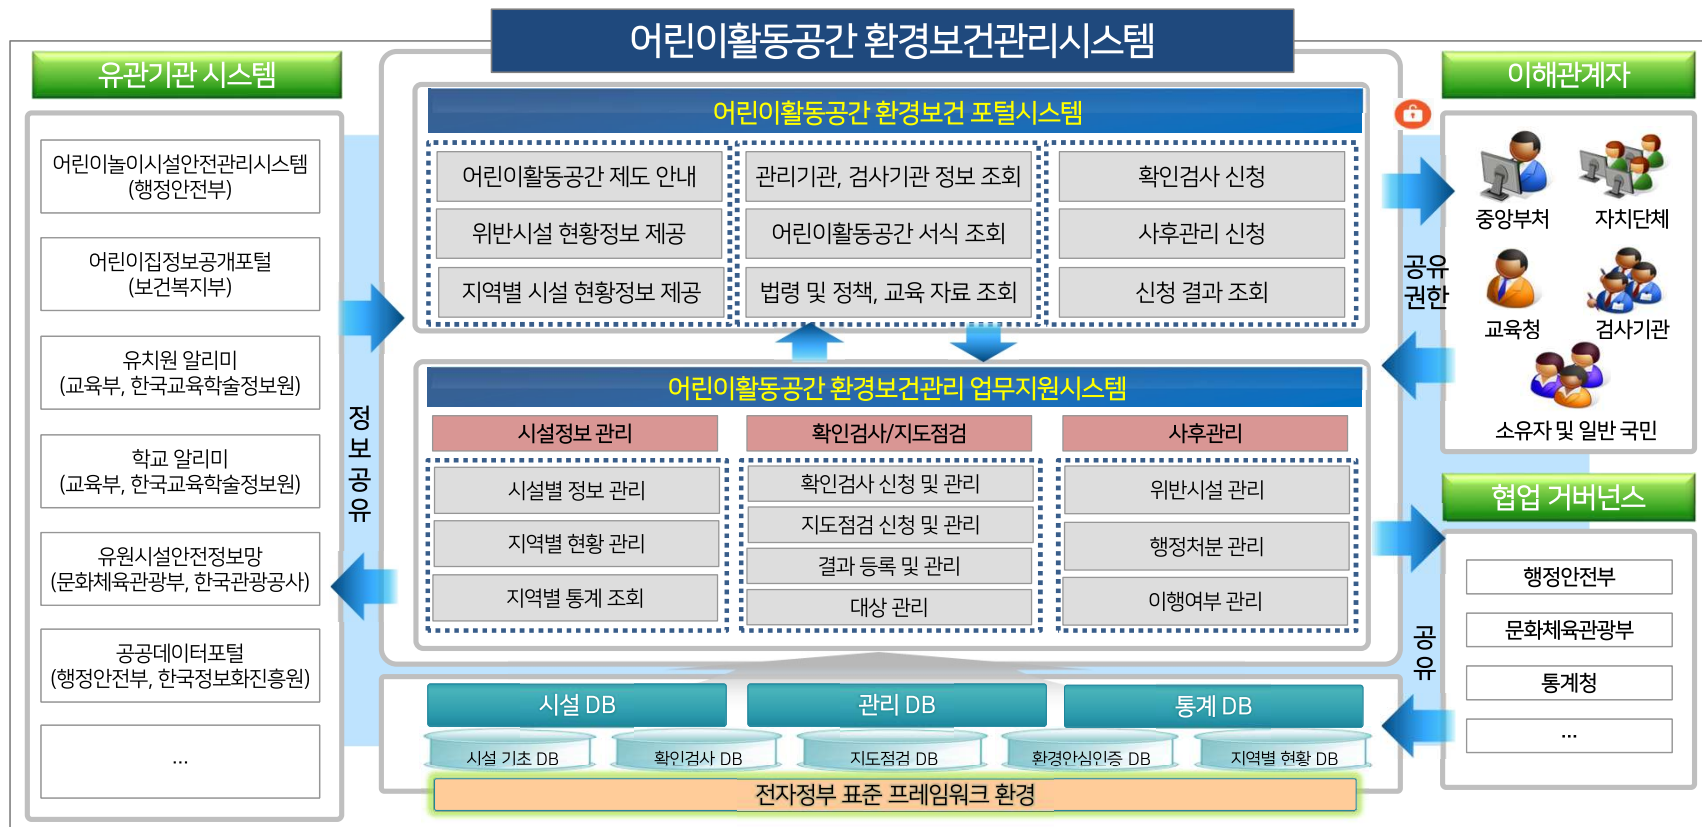 어린이활동공간 환경보건관리시스템
유관기관 시스템
어린이놀이시설안전관리시스템
(행정안전부)
어린이집정보공개포털
(보건복지부)
유치원 알리미
(교육부, 한국교육학술정보원)
학교 알리미
(교육부, 한국교육학술정보원)
유원시설안전정보망
(문화체육관광부, 한국관광공사)
공공데이터포털
(행정안전부, 한국정보화진흥원)
...
정
보
공
유
어린이활동공간 환경보건 포털시스템
어린이활동공간 제도 안내
위반시설 현황정보 제공
지역별 시설 현황정보 제공
관리기관, 검사기관 정보 조회
어린이활동공간 서식 조회
법령 및 정책, 교육 자료 조회
확인검사 신청
사후관리 신청
신청 결과 조회
어린이활동공간 환경보건관리 업무지원시스템
시설정보 관리
시설별 정보 관리
지역별 현황 관리
지역별 통계 조회
확인검사/지도점검
확인검사 신청 및 관리
지도점검 신청 및 관리
결과 등록 및 관리
대상 관리
사후관리
위반시설 관리
행정처분 관리
이행여부 관리
시설 DB
관리 DB
통계 DB
시설 기초 DB
확인검사 DB
지도점검 DB
환경안심인증 DB
지역별 현황 DB
전자정부 표준 프레임워크 환경
공유
권한
공
유
이해관계자
중앙부처
자치단체
교육청
검사기관
소유자 및 일반 국민
협업 거버넌스
행정안전부
문화체육관광부
통계청
...